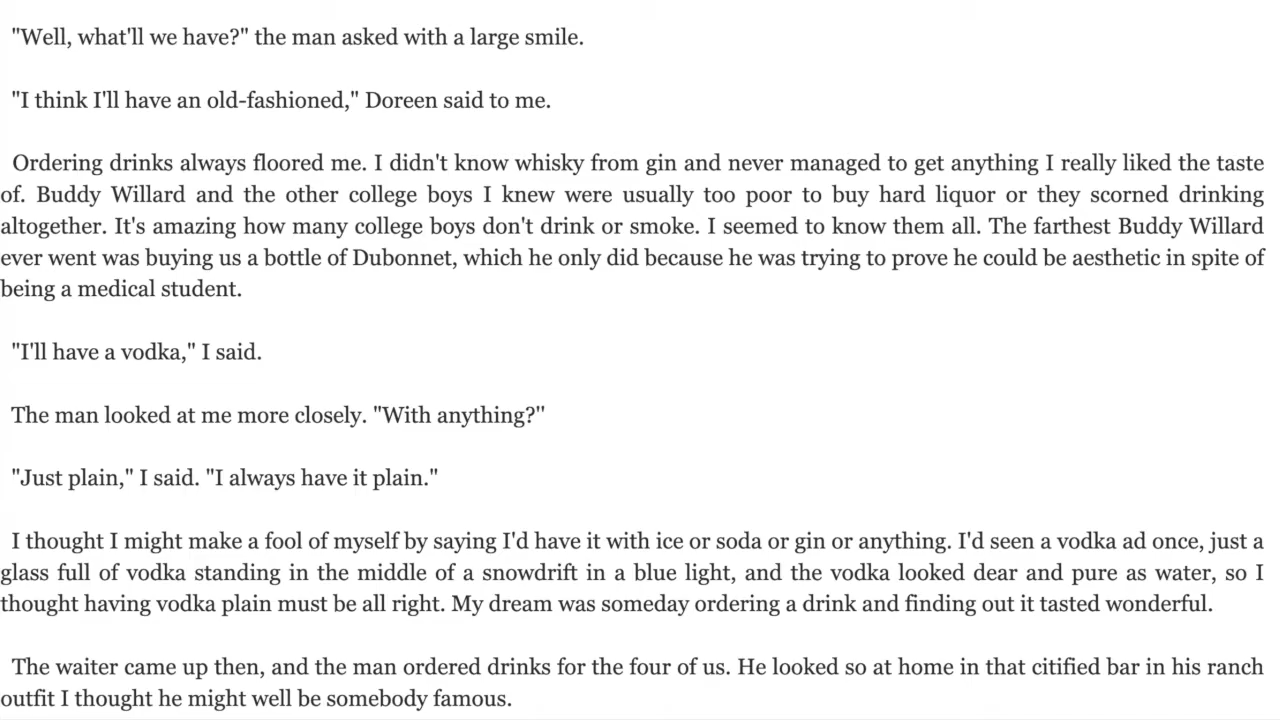 "Well, what'll we have?" the man asked with a large smile.
"I think I'll have an old-fashioned," Doreen said to me.
Ordering drinks always floored me. I didn't know whisky from gin and never managed to get anything I really liked the taste
of. Buddy Willard and the other college boys I knew were usually too poor to buy hard liquor or they scorned drinking
altogether. It's amazing how many college boys don't drink or smoke. I seemed to know them all. The farthest Buddy Willard
ever went was buying us a bottle of Dubonnet, which he only did because he was trying to prove he could be aesthetic in spite of
being a medical student.
"I'll have a vodka," I said.
The man looked at me more closely. "With anything?''
"Just plain," I said. "I always have it plain."
I thought I might make a fool of myself by saying I'd have it with ice or soda or gin or anything. I'd seen a vodka ad once, just a
glass full of vodka standing in the middle of a snowdrift in a blue light, and the vodka looked dear and pure as water, so I
thought having vodka plain must be all right. My dream was someday ordering a drink and finding out it tasted wonderful.
The waiter came up then, and the man ordered drinks for the four of us. He looked so at home in that citified bar in his ranch
outfit I thought he might well be somebody famous.